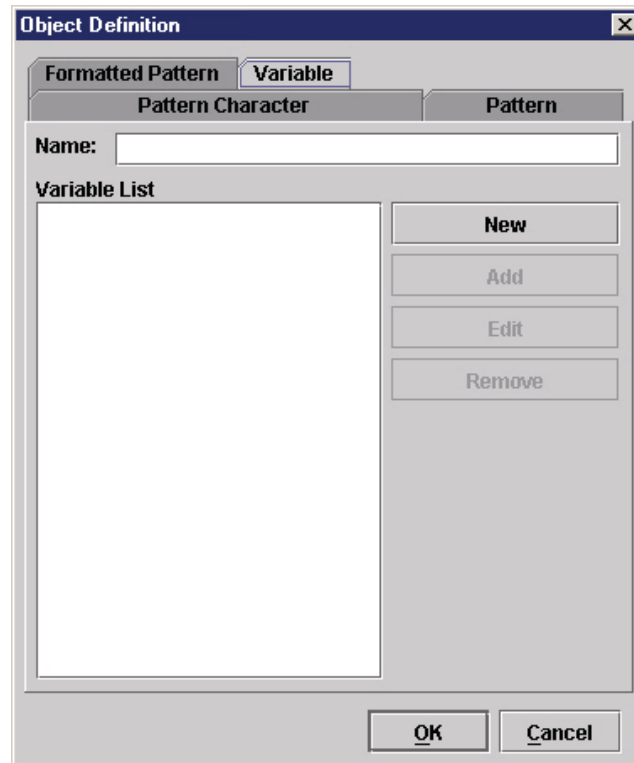 Object Definition
Formatted Pattern Variable
Pattern Character Pattern
Name:
Variable List
New
Add
Edit
Remove
OK Cancel